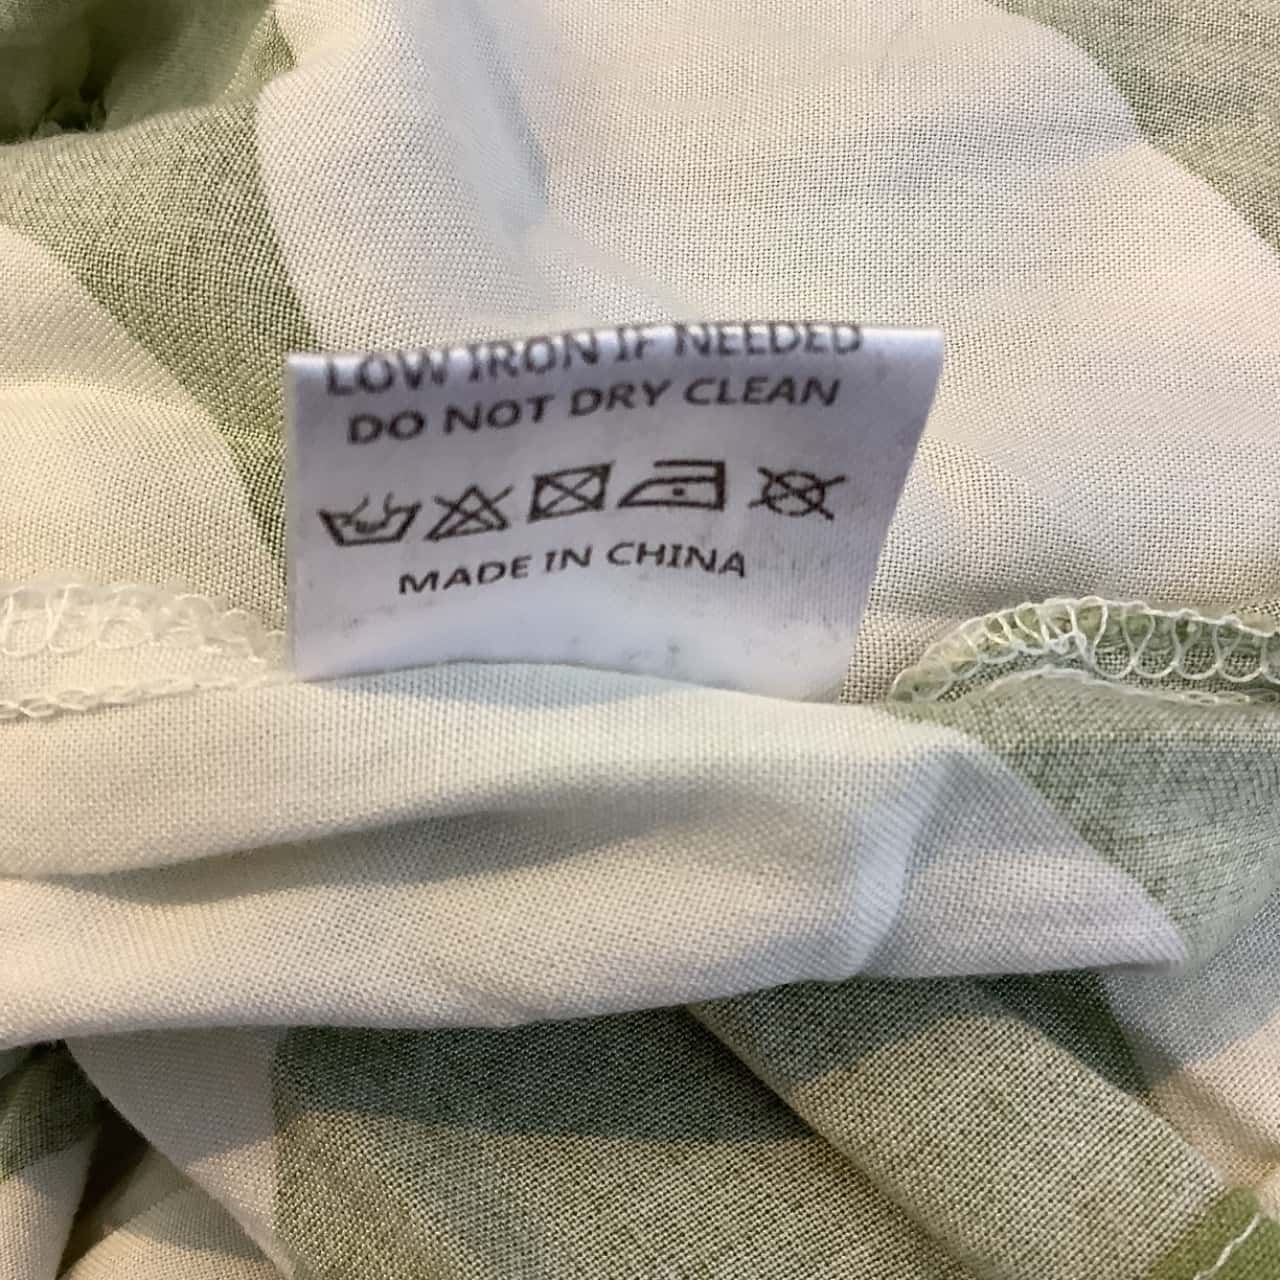 LOW IRON IF NEEDED
DO NOT DRY CLEAN
MADE IN CHINA